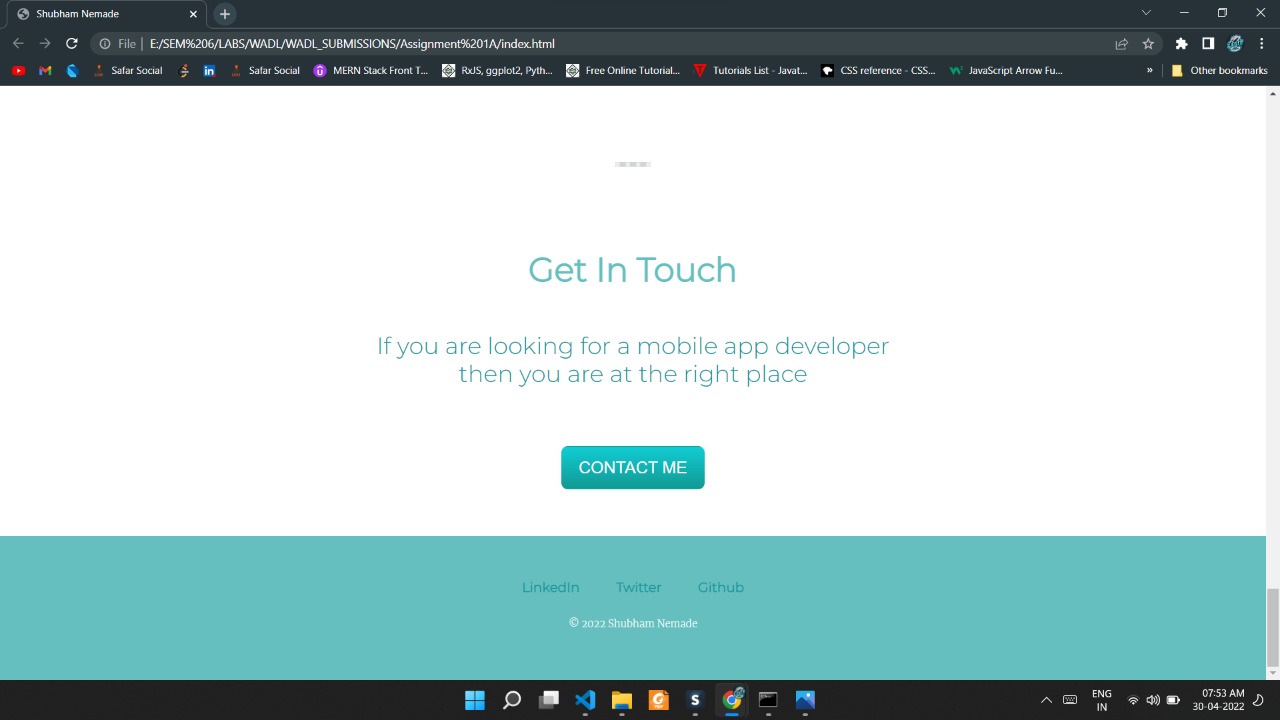 Shubham Nemade
File | E:/SEM%206/LABS/WADL/WADL_SUBMISSIONS/Assignment%201A/index.html
Safar Social Safar Social MERN Stack Front T... RxJS, ggplot2, Pyth... Free Online Tutorial... Tutorials List - Javat... CSS reference - CSS... JavaScript Arrow Fu... » Other bookmarks
Get In Touch
If you are looking for a mobile app developer
then you are at the right place
CONTACT ME
LinkedIn Twitter Github
© 2022 Shubham Nemade
ENG
IN
07:53 AM
30-04-2022